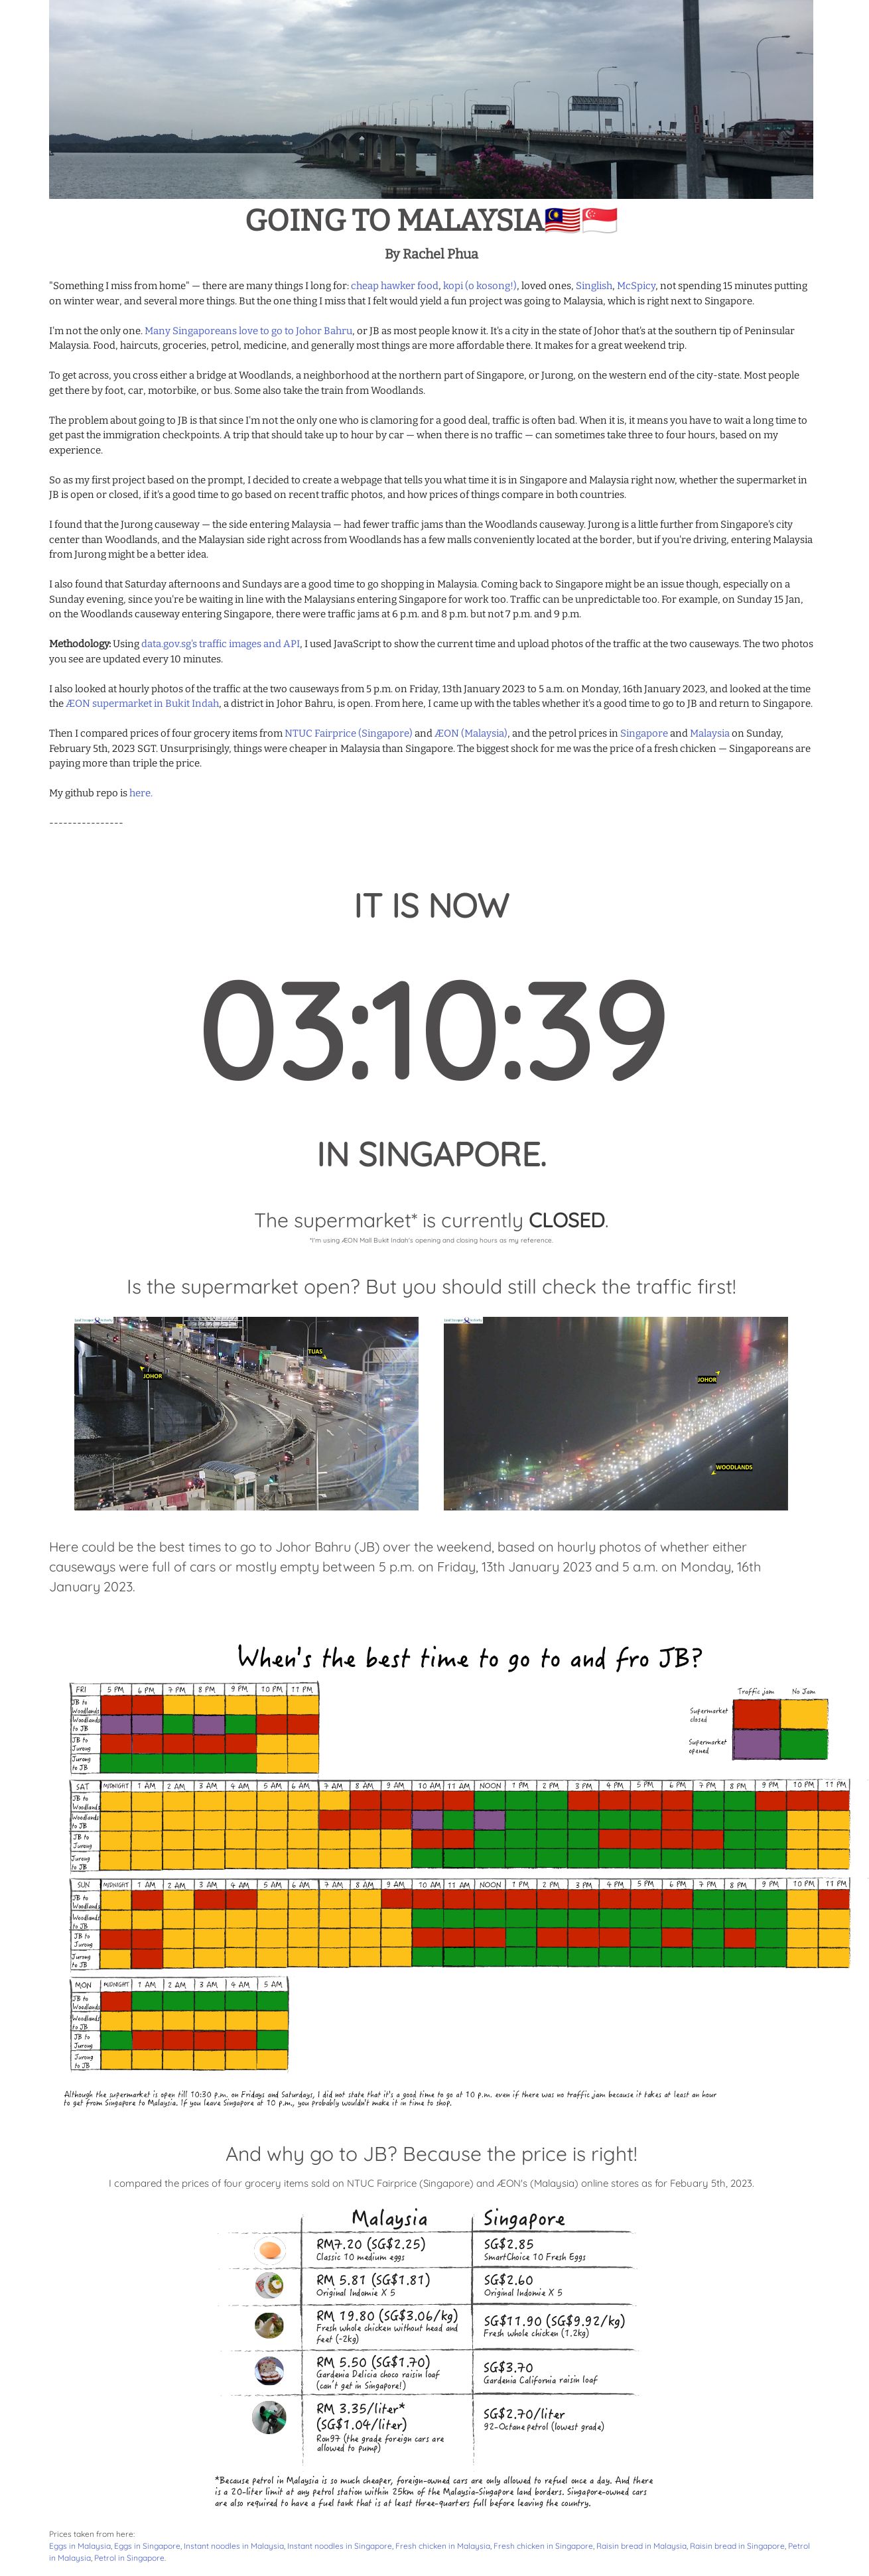 GOING TO MALAYSIA🇲🇾🇸🇬
By Rachel Phua
"Something I miss from home" — there are many things I long for: cheap hawker food, kopi (o kosong!), loved ones, Singlish, McSpicy, not spending 15 minutes putting
on winter wear, and several more things. But the one thing I miss that I felt would yield a fun project was going to Malaysia, which is right next to Singapore.
I'm not the only one. Many Singaporeans love to go to Johor Bahru, or JB as most people know it. It's a city in the state of Johor that's at the southern tip of Peninsular
Malaysia. Food, haircuts, groceries, petrol, medicine, and generally most things are more affordable there. It makes for a great weekend trip.
To get across, you cross either a bridge at Woodlands, a neighborhood at the northern part of Singapore, or Jurong, on the western end of the city-state. Most people
get there by foot, car, motorbike, or bus. Some also take the train from Woodlands.
The problem about going to JB is that since I'm not the only one who is clamoring for a good deal, traffic is often bad. When it is, it means you have to wait a long time to
get past the immigration checkpoints. A trip that should take up to hour by car — when there is no traffic — can sometimes take three to four hours, based on my
experience.
So as my first project based on the prompt, I decided to create a webpage that tells you what time it is in Singapore and Malaysia right now, whether the supermarket in
JB is open or closed, if it's a good time to go based on recent traffic photos, and how prices of things compare in both countries.
I found that the Jurong causeway — the side entering Malaysia — had fewer traffic jams than the Woodlands causeway. Jurong is a little further from Singapore's city
center than Woodlands, and the Malaysian side right across from Woodlands has a few malls conveniently located at the border, but if you're driving, entering Malaysia
from Jurong might be a better idea.
I also found that Saturday afternoons and Sundays are a good time to go shopping in Malaysia. Coming back to Singapore might be an issue though, especially on a
Sunday evening, since you're be waiting in line with the Malaysians entering Singapore for work too. Traffic can be unpredictable too. For example, on Sunday 15 Jan,
on the Woodlands causeway entering Singapore, there were traffic jams at 6 p.m. and 8 p.m. but not 7 p.m. and 9 p.m.
Methodology: Using data.gov.sg's traffic images and API, I used JavaScript to show the current time and upload photos of the traffic at the two causeways. The two photos
you see are updated every 10 minutes.
I also looked at hourly photos of the traffic at the two causeways from 5 p.m. on Friday, 13th January 2023 to 5 a.m. on Monday, 16th January 2023, and looked at the time
the ÆON supermarket in Bukit Indah, a district in Johor Bahru, is open. From here, I came up with the tables whether it's a good time to go to JB and return to Singapore.
Then I compared prices of four grocery items from NTUC Fairprice (Singapore) and ÆON (Malaysia), and the petrol prices in Singapore and Malaysia on Sunday,
February 5th, 2023 SGT. Unsurprisingly, things were cheaper in Malaysia than Singapore. The biggest shock for me was the price of a fresh chicken — Singaporeans are
paying more than triple the price.
My github repo is here.
----------------
IT IS NOW
03:10:39
IN SINGAPORE.
The supermarket* is currently CLOSED.
*I'm using ÆON Mall Bukit Indah's opening and closing hours as my reference.
Is the supermarket open? But you should still check the traffic first!
JOHOR TUAS
JOHOR
WOODLANDS
Here could be the best times to go to Johor Bahru (JB) over the weekend, based on hourly photos of whether either
causeways were full of cars or mostly empty between 5 p.m. on Friday, 13th January 2023 and 5 a.m. on Monday, 16th
January 2023.
When's the best time to go to and fro JB?
Traffic jam No Jam
Supermarket closed
Supermarket opened
FRI 5 PM 6 PM 7 PM 8 PM 9 PM 10 PM 11 PM
JB to Woodlands
Woodlands to JB
JB to Jurong
Jurong to JB
SAT MIDNIGHT 1 AM 2 AM 3 AM 4 AM 5 AM 6 AM 7 AM 8 AM 9 AM 10 AM 11 AM NOON 1 PM 2 PM 3 PM 4 PM 5 PM 6 PM 7 PM 8 PM 9 PM 10 PM 11 PM
JB to Woodlands
Woodlands to JB
JB to Jurong
Jurong to JB
SUN MIDNIGHT 1 AM 2 AM 3 AM 4 AM 5 AM 6 AM 7 AM 8 AM 9 AM 10 AM 11 AM NOON 1 PM 2 PM 3 PM 4 PM 5 PM 6 PM 7 PM 8 PM 9 PM 10 PM 11 PM
JB to Woodlands
Woodlands to JB
JB to Jurong
Jurong to JB
MON MIDNIGHT 1 AM 2 AM 3 AM 4 AM 5 AM
JB to Woodlands
Woodlands to JB
JB to Jurong
Jurong to JB
Although the supermarket is open till 10:30 p.m. on Fridays and Saturdays, I did not state that it's a good time to go at 10 p.m. even if there was no traffic jam because it takes at least an hour
to get from Singapore to Malaysia. If you leave Singapore at 10 p.m., you probably wouldn't make it in time to shop.
And why go to JB? Because the price is right!
I compared the prices of four grocery items sold on NTUC Fairprice (Singapore) and ÆON's (Malaysia) online stores as for Febuary 5th, 2023.
Malaysia Singapore
RM7.20 (SG$2.25)
Classic 10 medium eggs
SG$2.85
SmartChoice 10 Fresh Eggs
RM 5.81 (SG$1.81)
Original Indomie X 5
SG$2.60
Original Indomie X 5
RM 19.80 (SG$3.06/kg)
Fresh whole chicken without head and
feet (~2kg)
SG$11.90 (SG$9.92/kg)
Fresh whole chicken (1.2kg)
RM 5.50 (SG$1.70)
Gardenia Delicia choco raisin loaf
(can't get in Singapore!)
SG$3.70
Gardenia California raisin loaf
RM 3.35/liter*
(SG$1.04/liter)
Ron97 (the grade foreign cars are
allowed to pump)
SG$2.70/liter
92-Octane petrol (lowest grade)
*Because petrol in Malaysia is so much cheaper, foreign-owned cars are only allowed to refuel once a day. And there
is a 20-liter limit at any petrol station within 25km of the Malaysia-Singapore land borders. Singapore-owned cars
are also required to have a fuel tank that is at least three-quarters full before leaving the country.
Prices taken from here:
Eggs in Malaysia, Eggs in Singapore, Instant noodles in Malaysia, Instant noodles in Singapore, Fresh chicken in Malaysia, Fresh chicken in Singapore, Raisin bread in Malaysia, Raisin bread in Singapore, Petrol
in Malaysia, Petrol in Singapore.